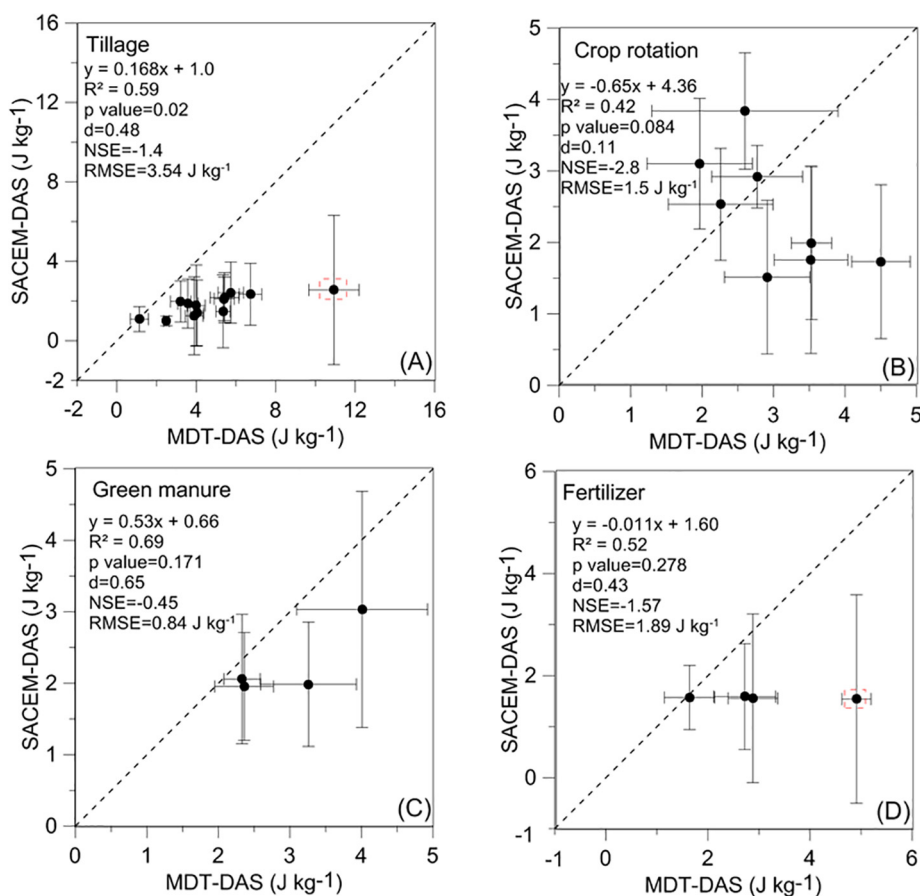 16
12
8
4
0
-2
SACEM-DAS (J kg-1)
Tillage
y = 0.168x + 1.0
R² = 0.59
p value=0.02
d=0.48
NSE=-1.4
RMSE=3.54 J kg-1
(A)
-2 0 4 8 12 16
MDT-DAS (J kg-1)
5
4
3
2
1
0
SACEM-DAS (J kg-1)
Crop rotation
y = -0.65x + 4.36
R² = 0.42
p value=0.084
d=0.11
NSE=-2.8
RMSE=1.5 J kg-1
(B)
0 1 2 3 4 5
MDT-DAS (J kg-1)
5
4
3
2
1
0
SACEM-DAS (J kg-1)
Green manure
y = 0.53x + 0.66
R² = 0.69
p value=0.171
d=0.65
NSE=-0.45
RMSE=0.84 J kg-1
(C)
0 1 2 3 4 5
MDT-DAS (J kg-1)
6
4
2
0
-1
SACEM-DAS (J kg-1)
Fertilizer
y = -0.011x + 1.60
R² = 0.52
p value=0.278
d=0.43
NSE=-1.57
RMSE=1.89 J kg-1
(D)
-1 0 2 4 6
MDT-DAS (J kg-1)